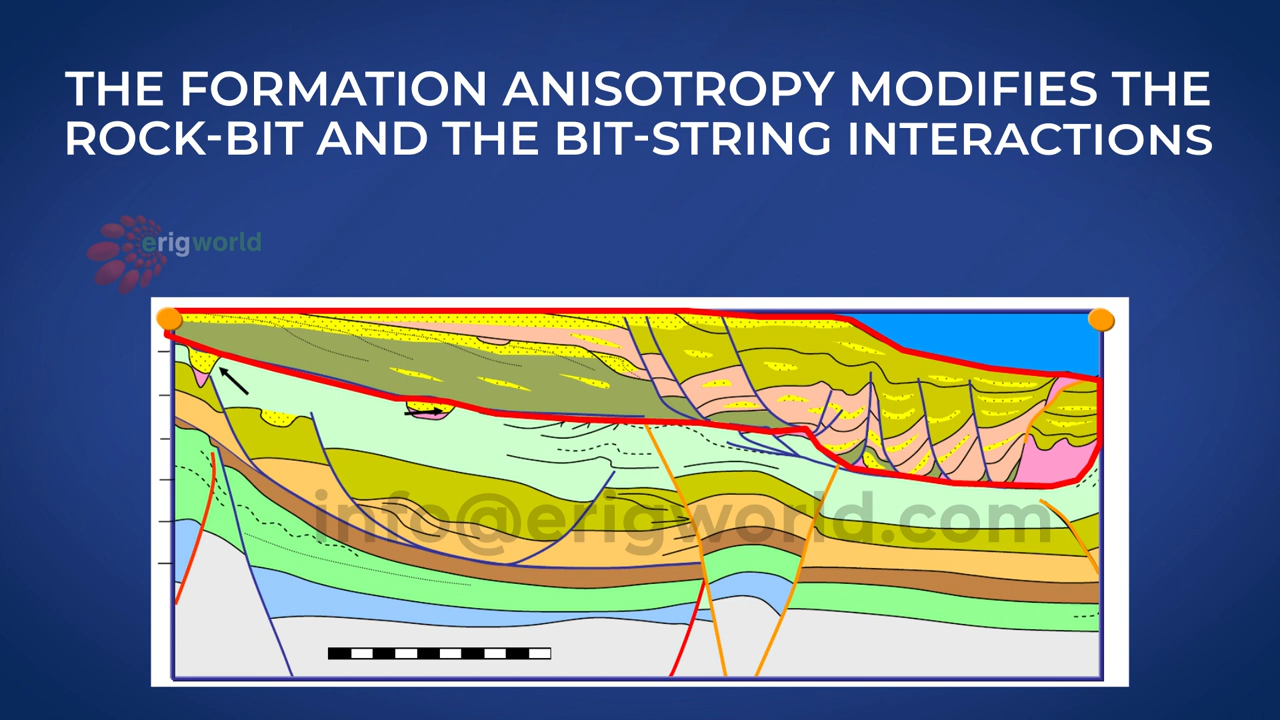 THE FORMATION ANISOTROPY MODIFIES THE
ROCK-BIT AND THE BIT-STRING INTERACTIONS
erigworld
info@erigworld.com